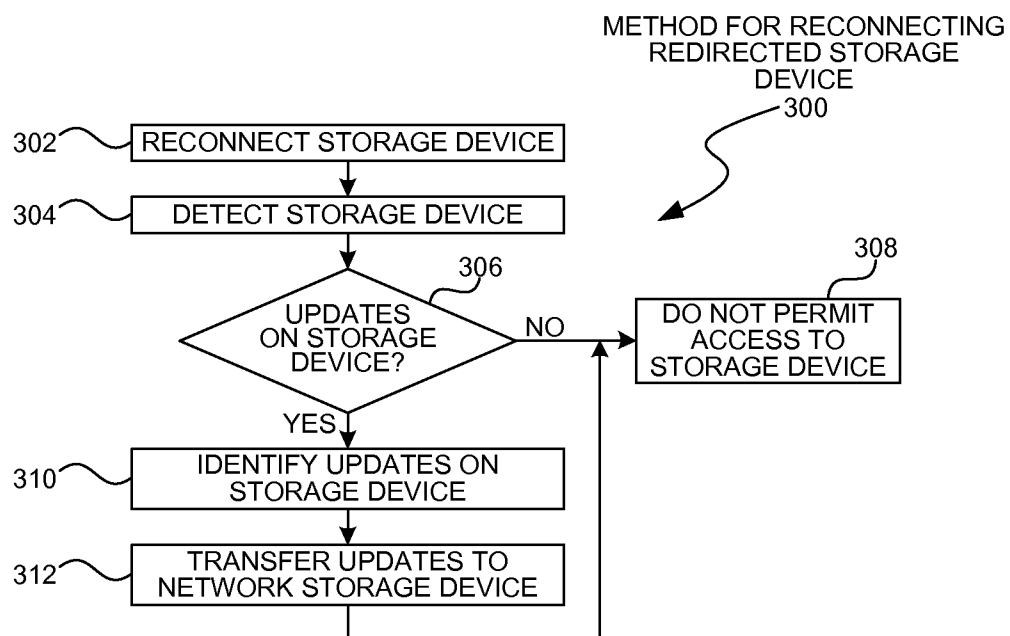 METHOD FOR RECONNECTING
REDIRECTED STORAGE
DEVICE
300
302
RECONNECT STORAGE DEVICE
304
DETECT STORAGE DEVICE
306
308
UPDATES
ON STORAGE
DEVICE?
NO
DO NOT PERMIT
ACCESS TO
STORAGE DEVICE
YES
310
IDENTIFY UPDATES ON
STORAGE DEVICE
312
TRANSFER UPDATES TO
NETWORK STORAGE DEVICE